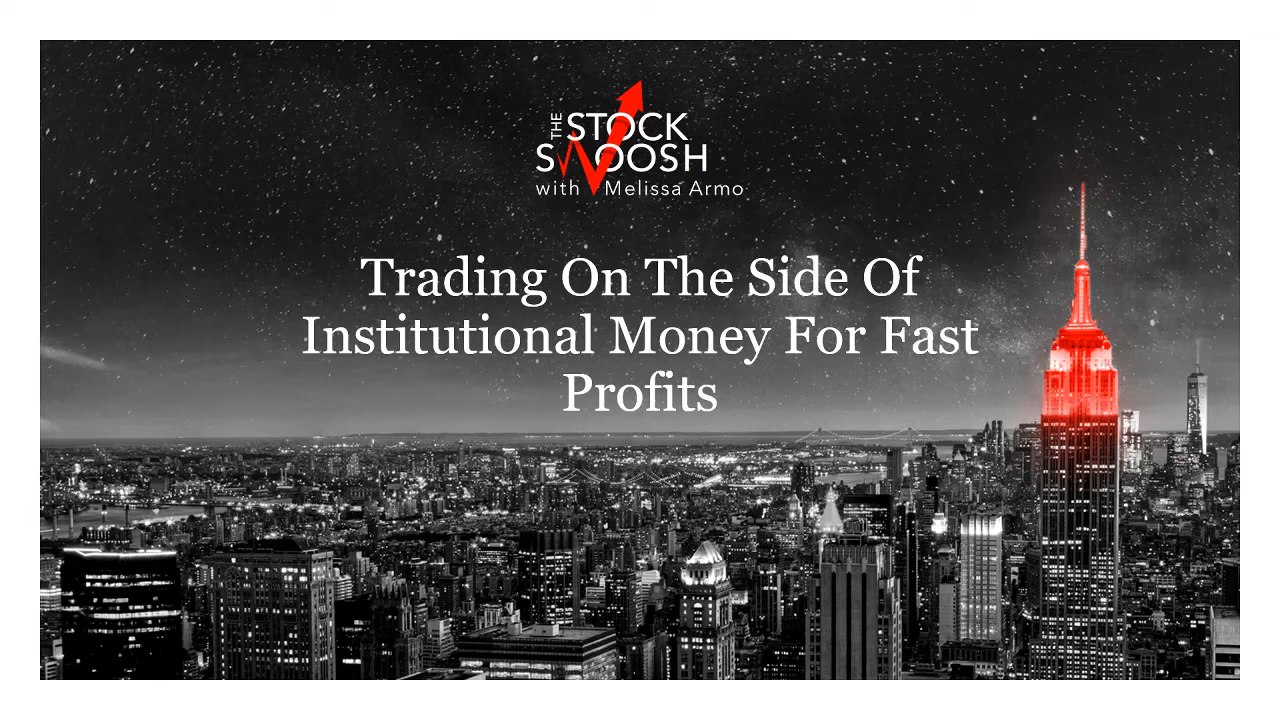 THE STOCK
SWOOSH
with Melissa Armo
Trading On The Side Of
Institutional Money For Fast
Profits